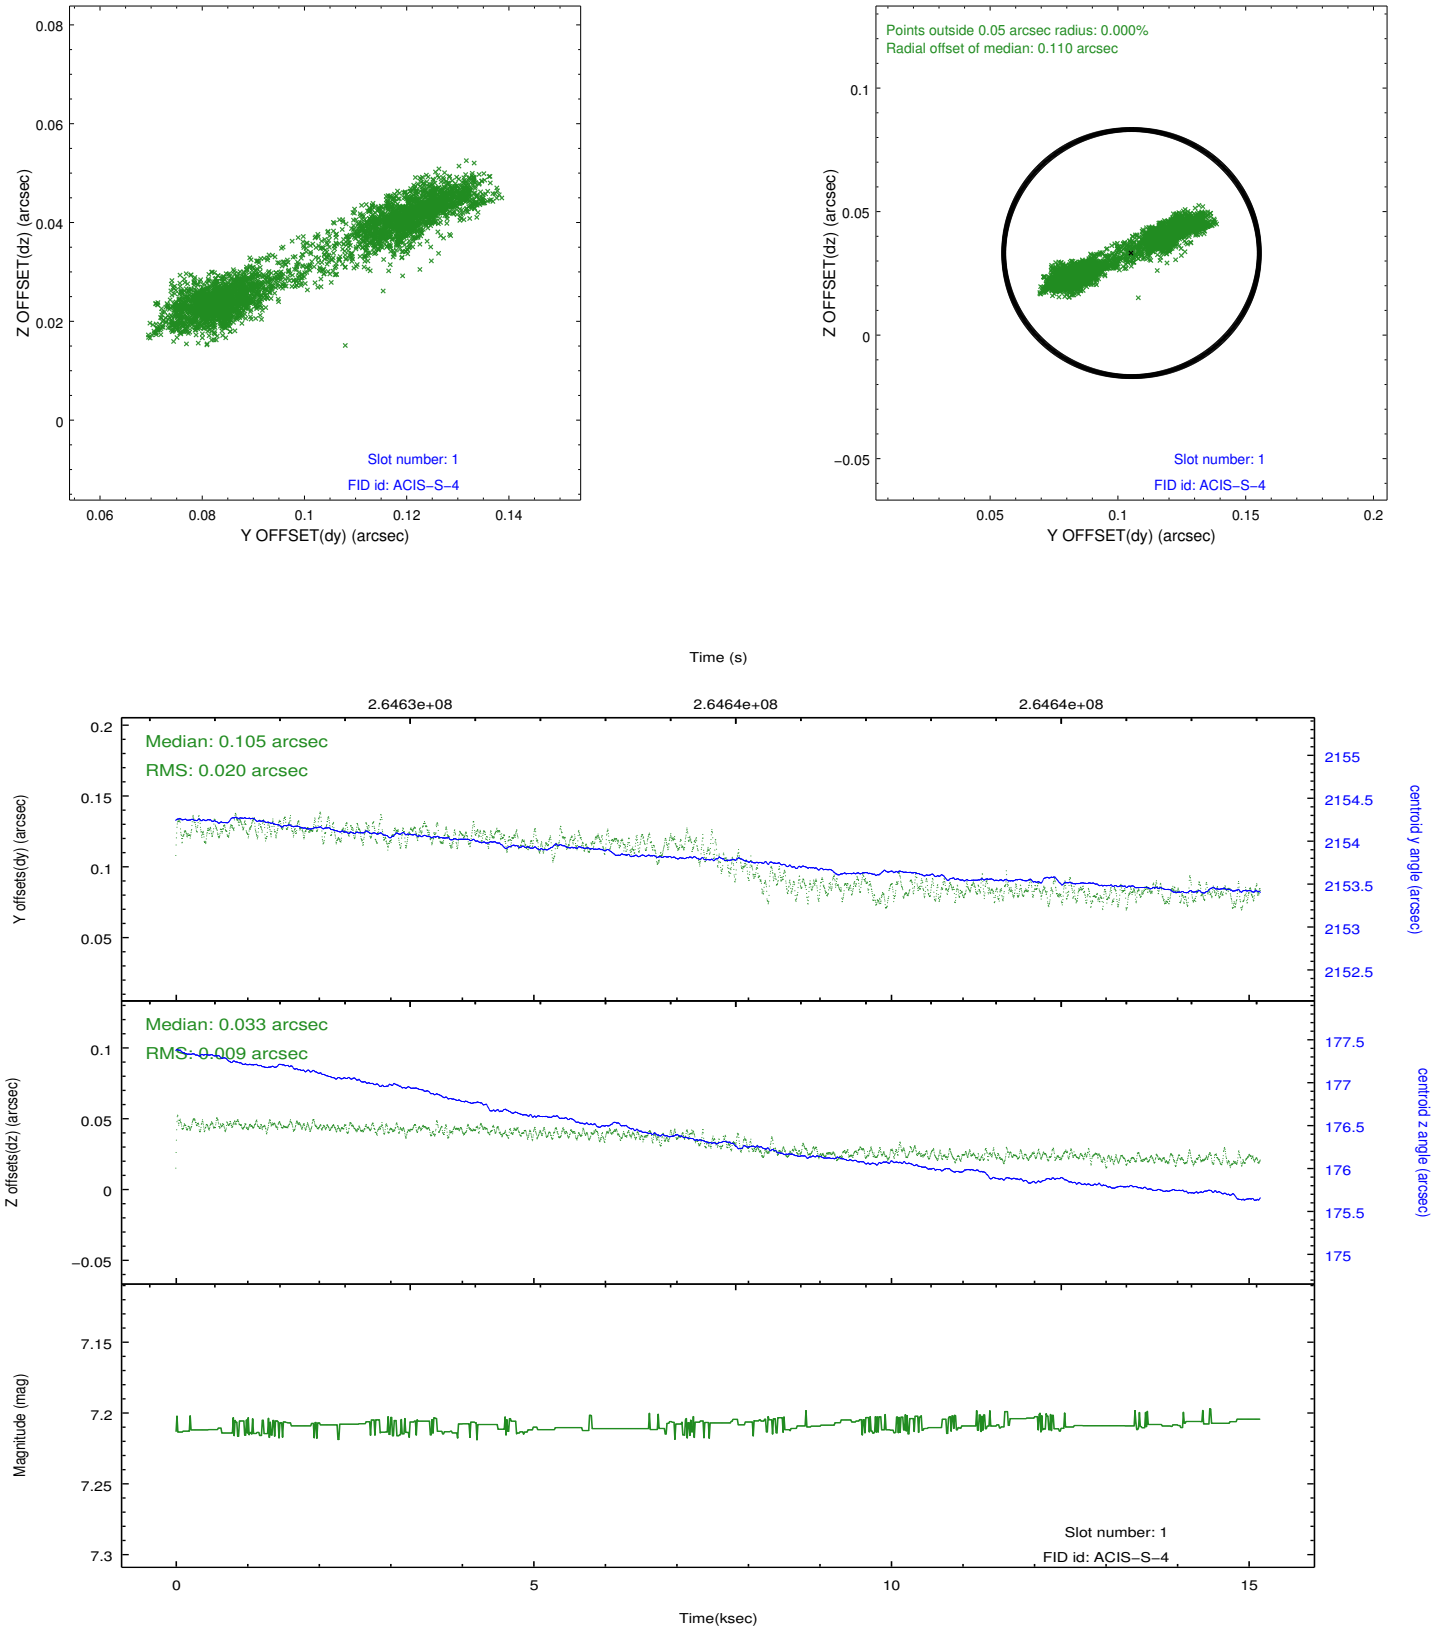 0.08
0.06
0.04
0.02
0
Z OFFSET(dz) (arcsec)
Slot number: 1
FID id: ACIS−S−4
0.06 0.08 0.1 0.12 0.14
Y OFFSET(dy) (arcsec)
Points outside 0.05 arcsec radius: 0.000%
Radial offset of median: 0.110 arcsec
0.1
0.05
0
−0.05
Z OFFSET(dz) (arcsec)
Slot number: 1
FID id: ACIS−S−4
0.05 0.1 0.15 0.2
Y OFFSET(dy) (arcsec)
Time (s)
2.6463e+08 2.6464e+08 2.6464e+08
Median: 0.105 arcsec
RMS: 0.020 arcsec
0.2
0.15
0.1
0.05
Y offsets(dy) (arcsec)
2155
2154.5
2154
2153.5
2153
2152.5
centroid y angle (arcsec)
Median: 0.033 arcsec
RMS: 0.009 arcsec
0.1
0.05
0
−0.05
Z offsets(dz) (arcsec)
177.5
177
176.5
176
175.5
175
centroid z angle (arcsec)
7.15
7.2
7.25
7.3
Magnitude (mag)
Slot number: 1
FID id: ACIS−S−4
0 5 10 15
Time(ksec)